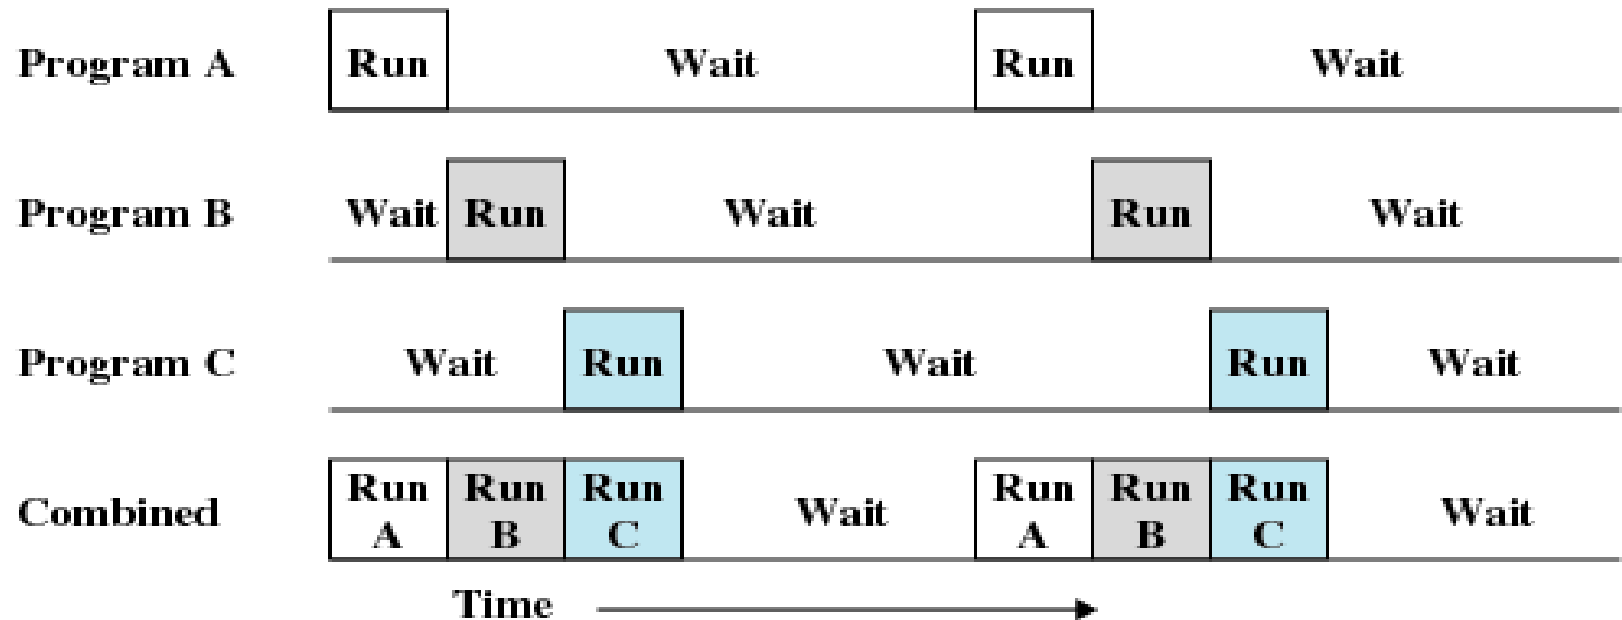 Program A Run Wait Run Wait
Program B Wait Run Wait Run Wait
Program C Wait Run Wait Run Wait
Combined Run A Run B Run C Wait Run A Run B Run C Wait
Time